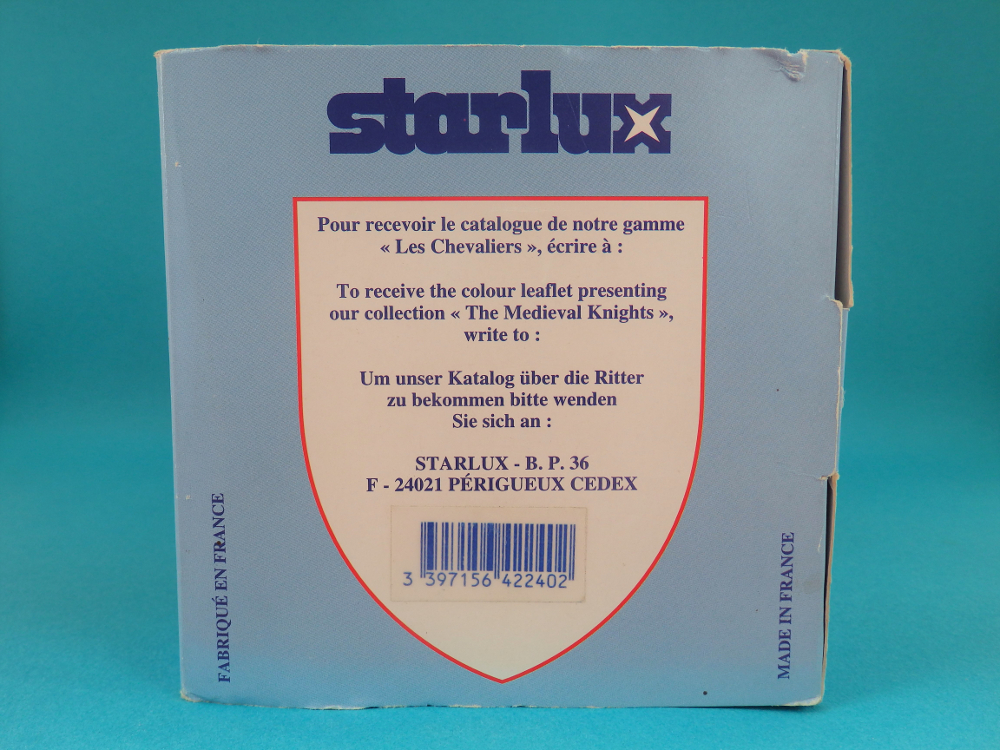 starlux
Pour recevoir le catalogue de notre gamme
« Les Chevaliers », écrire à :
To receive the colour leaflet presenting
our collection « The Medieval Knights »,
write to :
Um unser Katalog über die Ritter
zu bekommen bitte wenden
Sie sich an :
STARLUX - B. P. 36
F - 24021 PÉRIGUEUX CEDEX
3 397156 422402
FABRIQUÉ EN FRANCE
MADE IN FRANCE